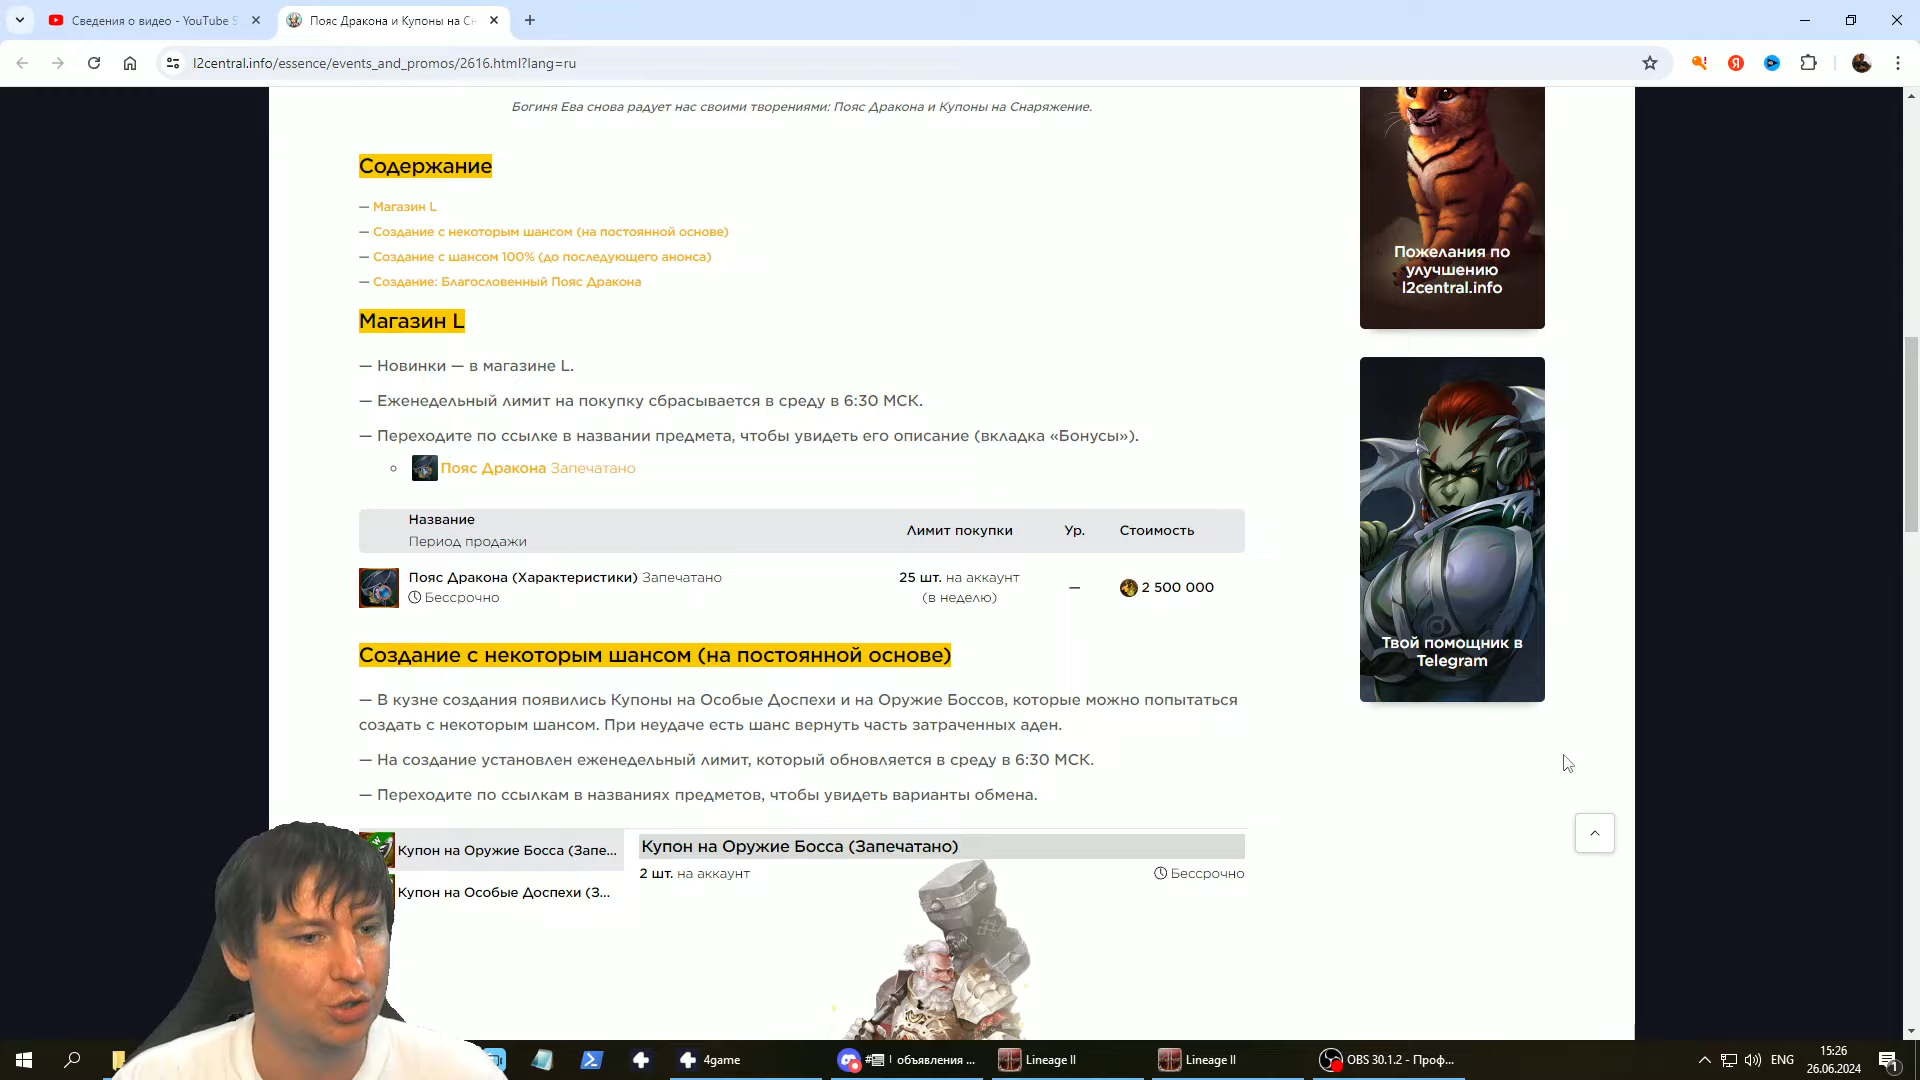 Сведения о видео - YouTube S
Пояс Дракона и Купоны на Сн
l2central.info/essence/events_and_promos/2616.html?lang=ru
Богиня Ева снова радует нас своими творениями: Пояс Дракона и Купоны на Снаряжение.
Содержание
— Магазин L
— Создание с некоторым шансом (на постоянной основе)
— Создание с шансом 100% (до последующего анонса)
— Создание: Благословенный Пояс Дракона
Магазин L
— Новинки — в магазине L.
— Еженедельный лимит на покупку сбрасывается в среду в 6:30 МСК.
— Переходите по ссылке в названии предмета, чтобы увидеть его описание (вкладка «Бонусы»).
Пояс Дракона Запечатано
Название
Период продажи
Лимит покупки
Ур.
Стоимость
Пояс Дракона (Характеристики) Запечатано
Бессрочно
25 шт. на аккаунт
(в неделю)
—
2 500 000
Создание с некоторым шансом (на постоянной основе)
— В кузне создания появились Купоны на Особые Доспехи и на Оружие Боссов, которые можно попытаться
создать с некоторым шансом. При неудаче есть шанс вернуть часть затраченных аден.
— На создание установлен еженедельный лимит, который обновляется в среду в 6:30 МСК.
— Переходите по ссылкам в названиях предметов, чтобы увидеть варианты обмена.
Купон на Оружие Босса (Запе...
Купон на Особые Доспехи (З...
Купон на Оружие Босса (Запечатано)
2 шт. на аккаунт
Бессрочно
Пожелания по
улучшению
l2central.info
Твой помощник в
Telegram
4game
объявления ...
Lineage II
Lineage II
OBS 30.1.2 - Проф...
ENG
15:26
26.06.2024
1